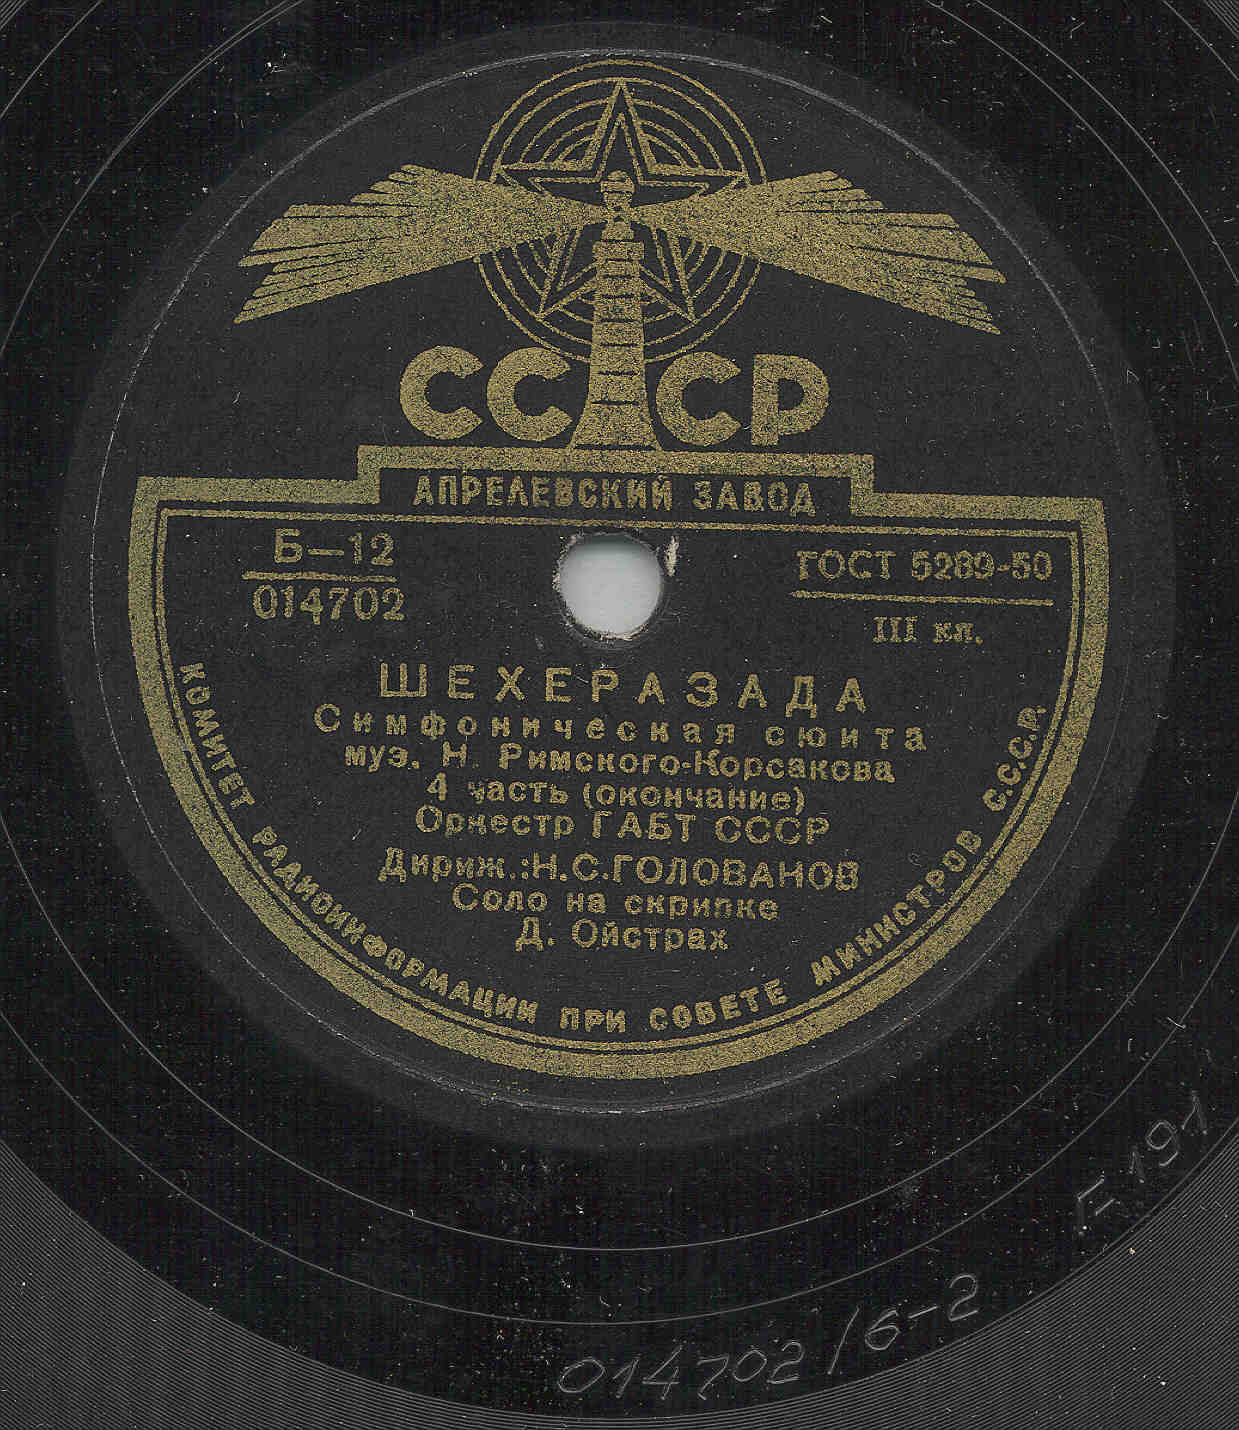 СССР
АПРЕЛЕВСКИЙ ЗАВОД
Б—12
014702
ГОСТ 5289-50
III кл.
ШЕХЕРАЗАДА
Симфоническая сюита
муз. Н. Римского-Корсакова
4 часть (окончание)
Оркестр ГАБТ СССР
Дириж.: Н.С.ГОЛОВАНОВ
Соло на скрипке
Д. Ойстрах
КОМИТЕТ РАДИОИНФОРМАЦИИ ПРИ СОВЕТЕ МИНИСТРОВ С.С.С.Р.
014702/6-2